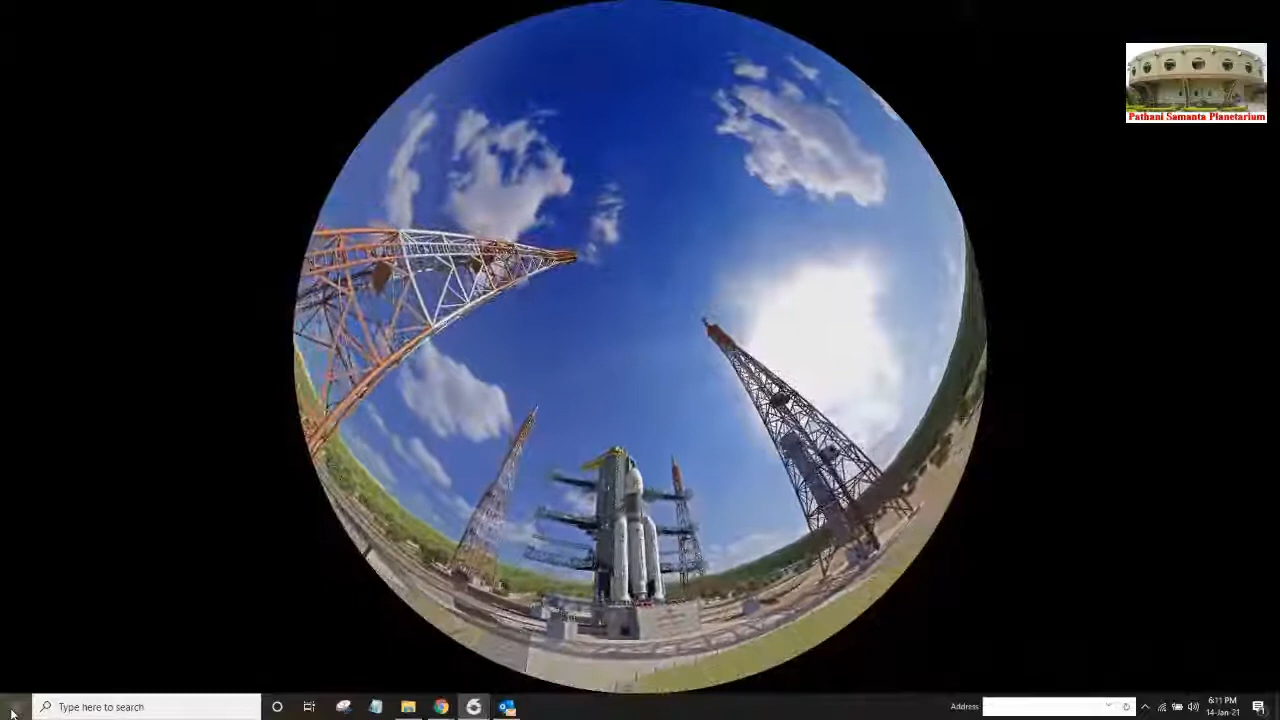 Pathani Samanta Planetarium
Type here to search
Address
6:11 PM
14-Jan-21